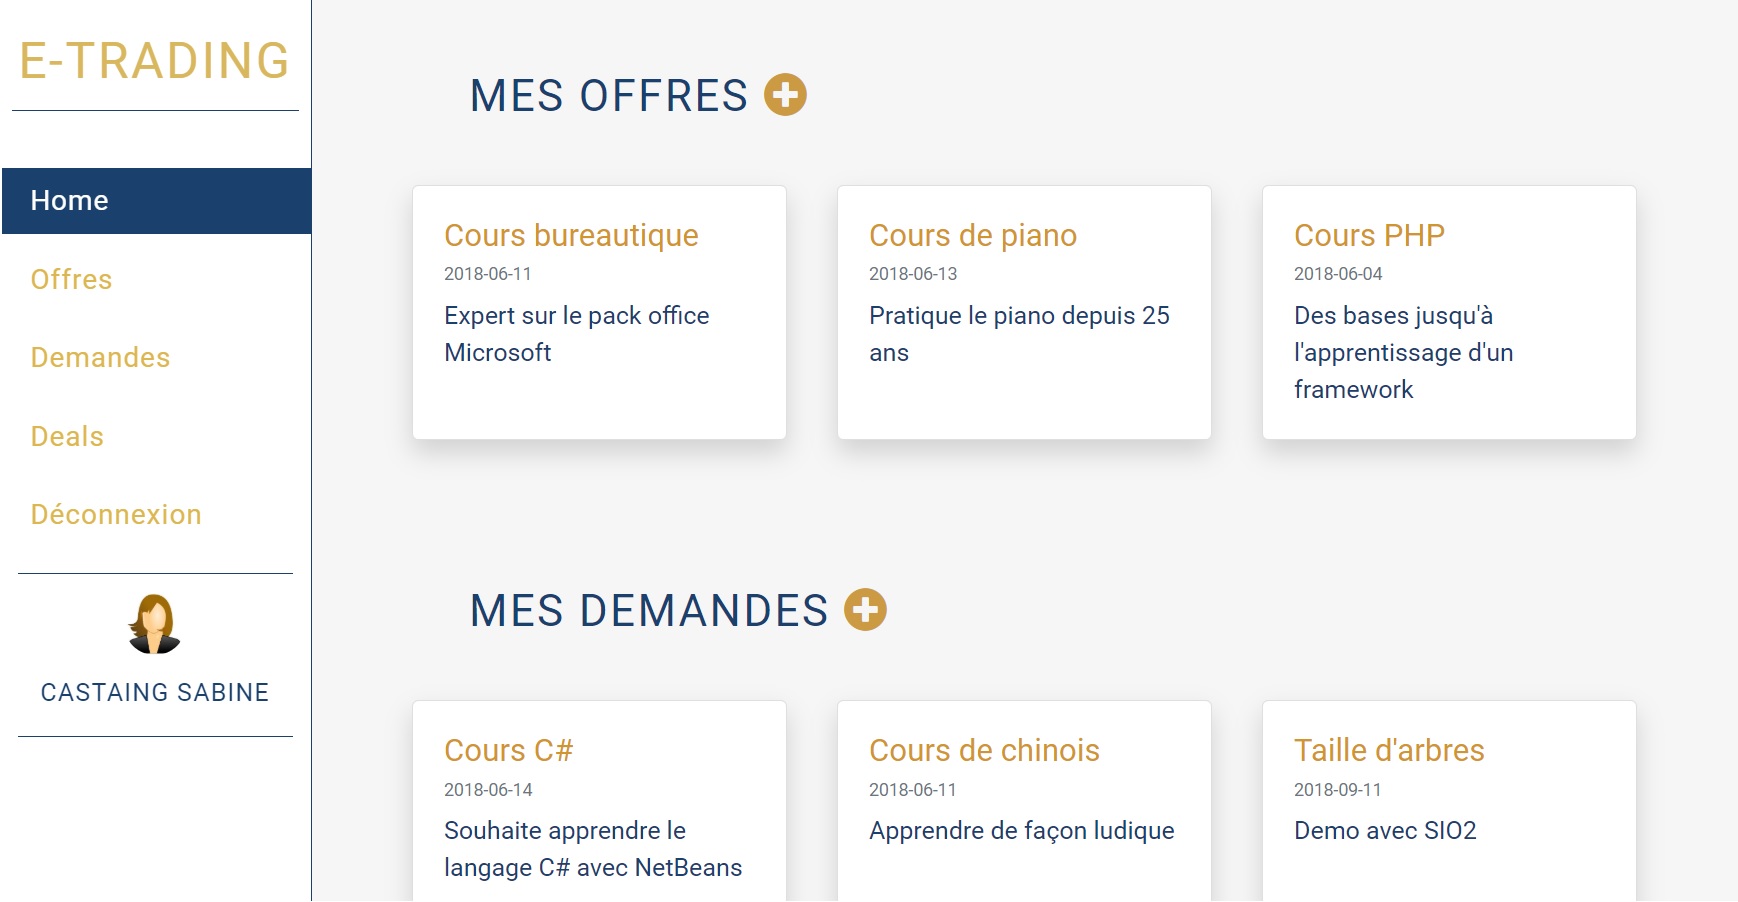 E-TRADING
Home
Offres
Demandes
Deals
Déconnexion
CASTAING SABINE
MES OFFRES
Cours bureautique
2018-06-11
Expert sur le pack office
Microsoft
Cours de piano
2018-06-13
Pratique le piano depuis 25
ans
Cours PHP
2018-06-04
Des bases jusqu'à
l'apprentissage d'un
framework
MES DEMANDES
Cours C#
2018-06-14
Souhaite apprendre le
langage C# avec NetBeans
Cours de chinois
2018-06-11
Apprendre de façon ludique
Taille d'arbres
2018-09-11
Demo avec SIO2